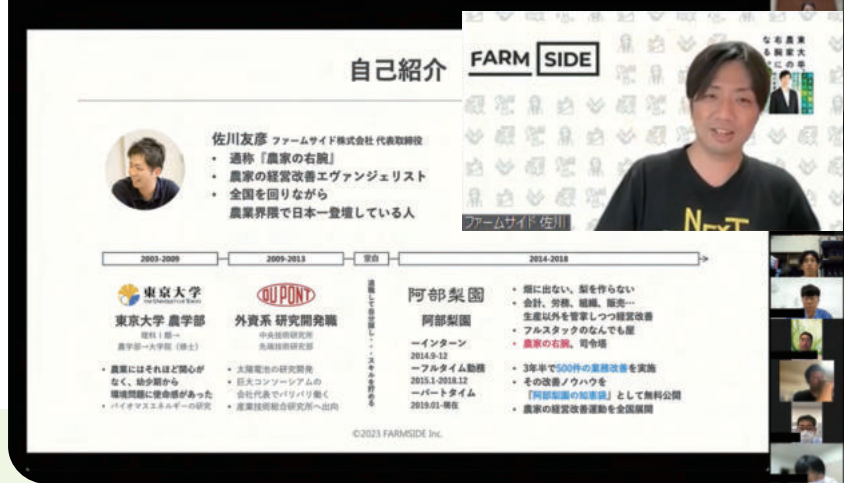 自己紹介
佐川友彦 ファームサイド株式会社 代表取締役
• 通称『農家の右腕』
• 農家の経営改善エヴァンジェリスト
• 全国を回りながら
農業界隈で日本一登壇している人
FARM SIDE
東大卒、
農家の
右腕に
なる。
NEXT
ファームサイド 佐川
2003-2009
2009-2013
空白
2014-2018
東京大学
東京大学 農学部
理科Ⅰ類→
農学部→大学院（修士）
• 農業にはそれほど関心が
なく、幼少期から
環境問題に使命感があった
• バイオマスエネルギーの研究
DUPONT
外資系 研究開発職
中央技術研究所
先端技術研究部
• 太陽電池の研究開発
• 巨大コンソーシアムの
会社代表でバリバリ働く
• 産業技術総合研究所へ出向
退職して自分探し・・・スキルを貯める
阿部梨園
阿部梨園
ーインターン
2014.9-12
ーフルタイム勤務
2015.1-2018.12
ーパートタイム
2019.01-現在
• 畑に出ない、梨を作らない
• 会計、労務、組織、販売…
生産以外を管掌しつつ経営改善
• フルスタックのなんでも屋
• 農家の右腕、司令塔
• 3年半で500件の業務改善を実施
• その改善ノウハウを
『阿部梨園の知恵袋』として無料公開
• 農家の経営改善運動を全国展開
©2023 FARMSIDE Inc.